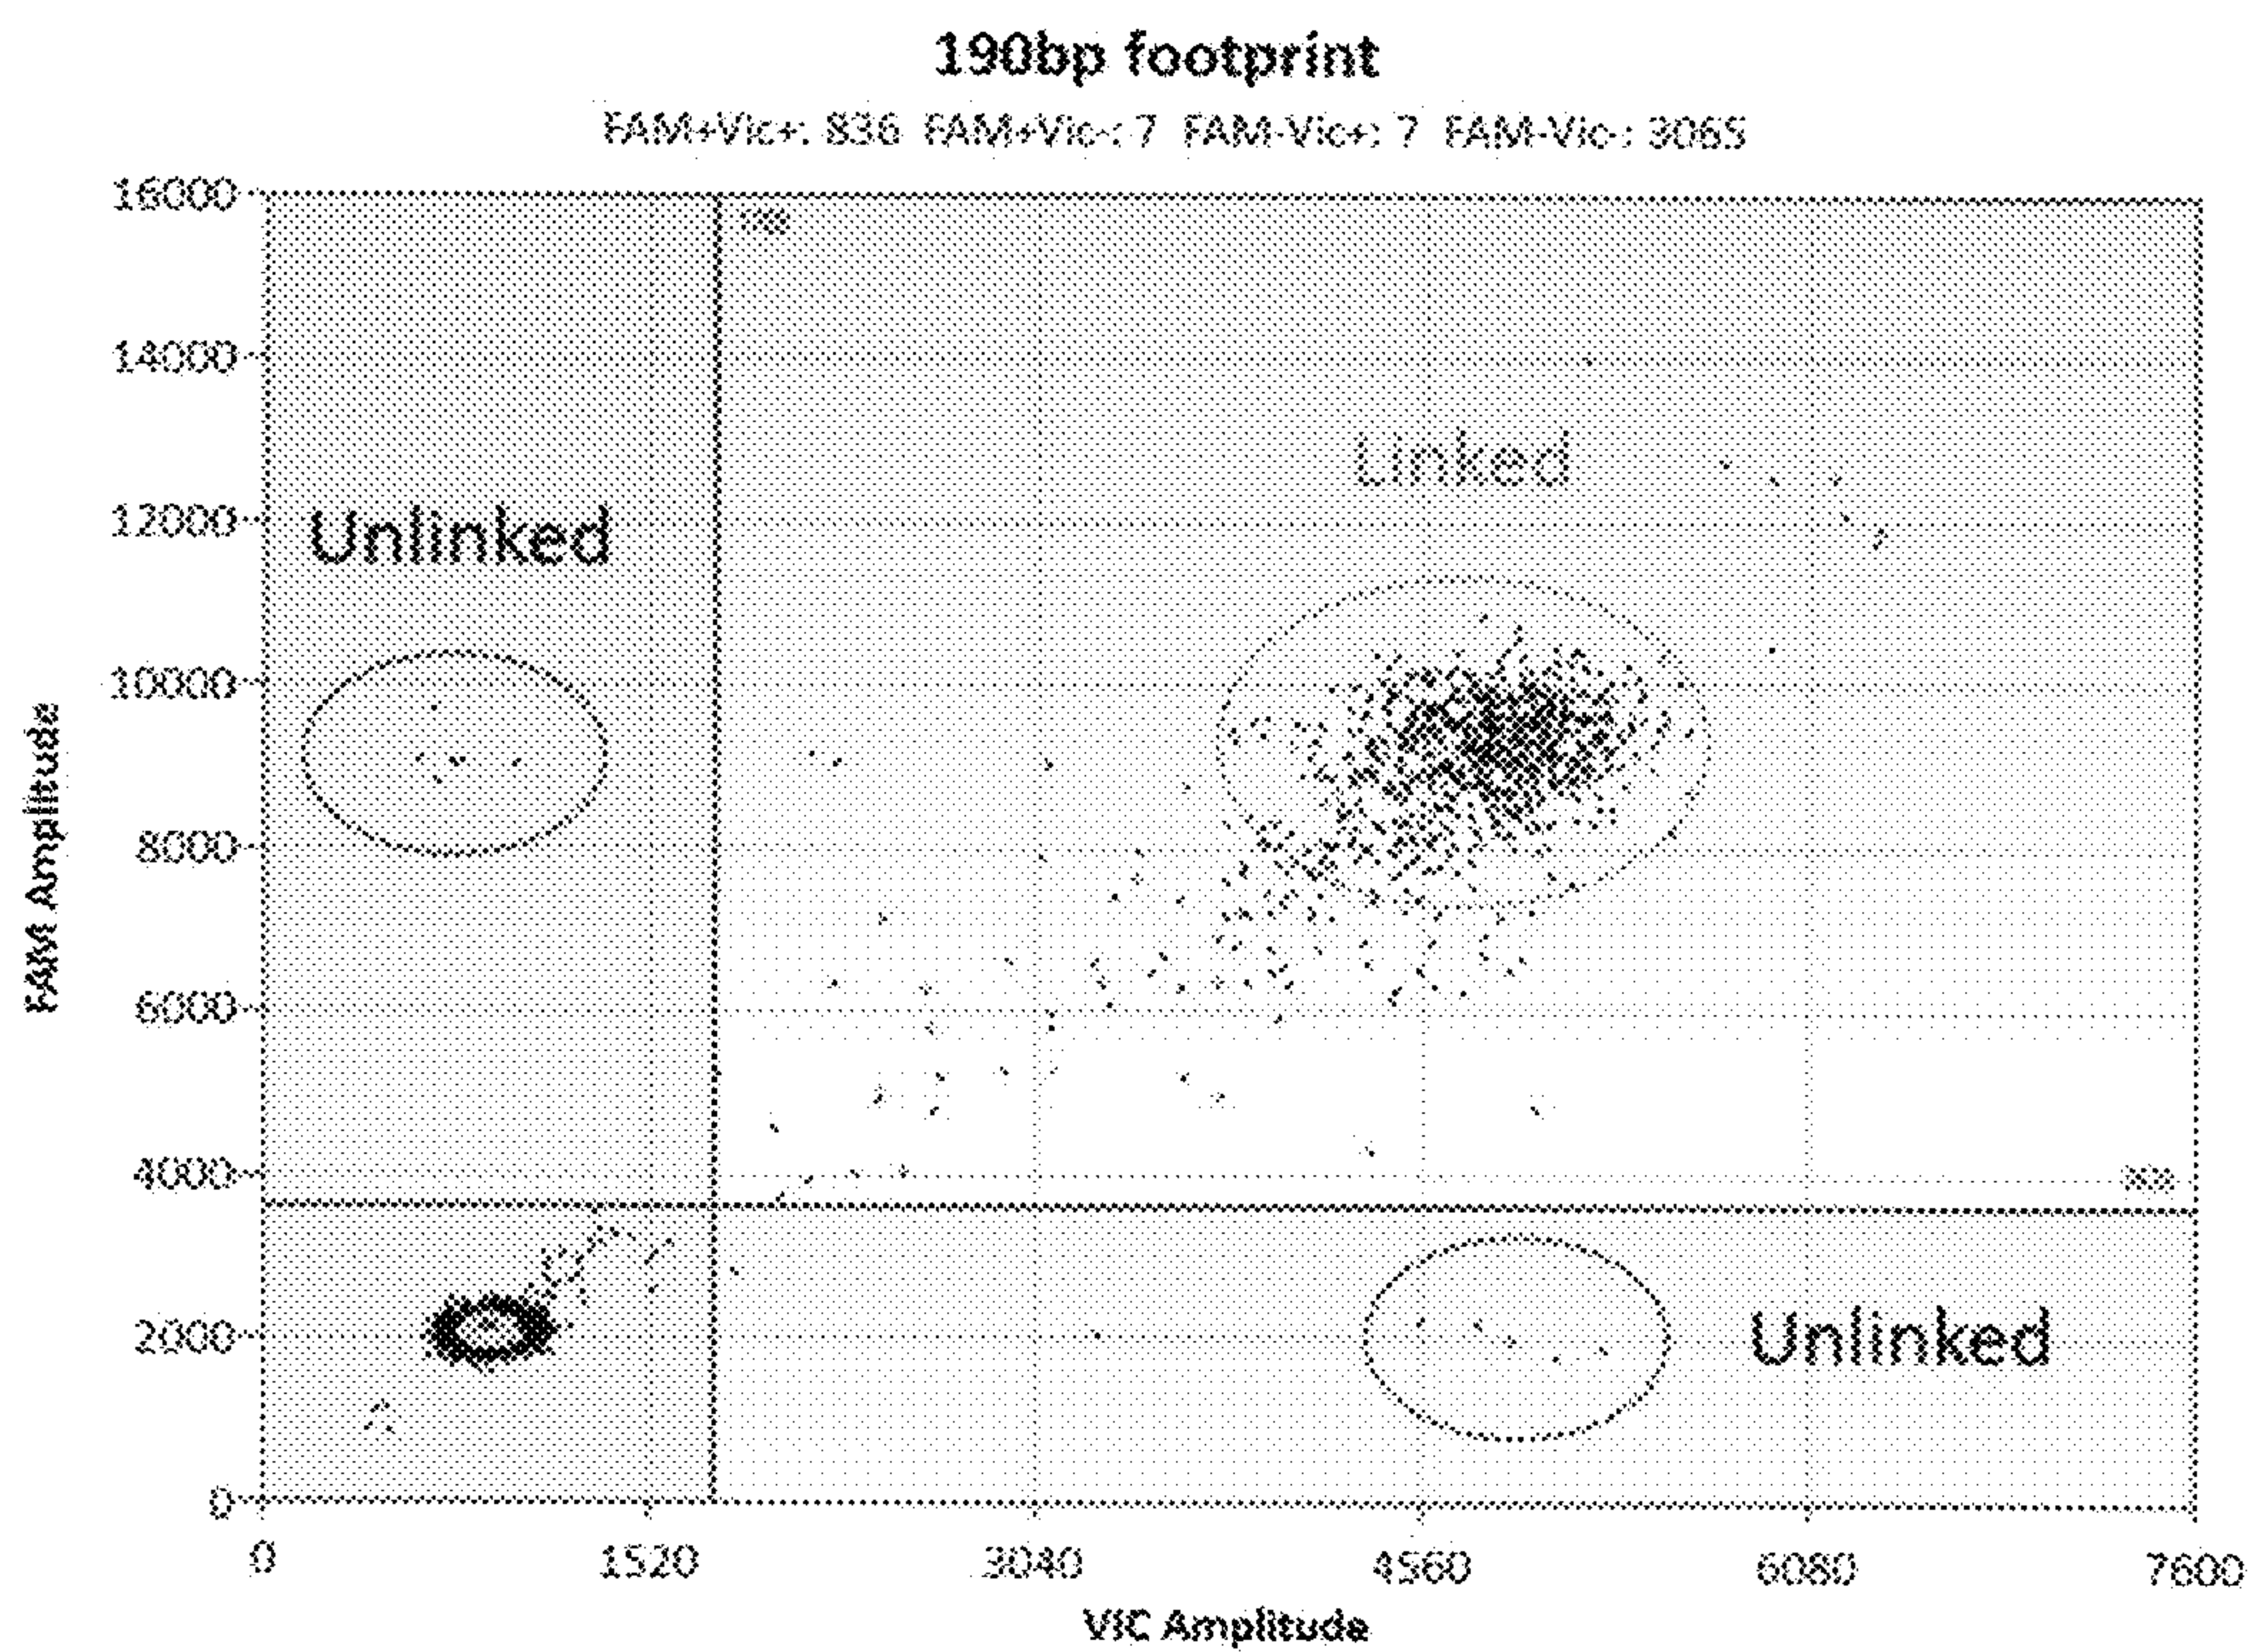 190bp footprint
FAM+Vic+: 836 FAM+Vic-: 7 FAM-Vic+: 7 FAM-Vic-: 3065
16000
14000
Linked
12000
Unlinked
10000
FAM Amplitude
8000
6000
4000
2000
Unlinked
0
0 1520 3040 4560 6080 7600
VIC Amplitude